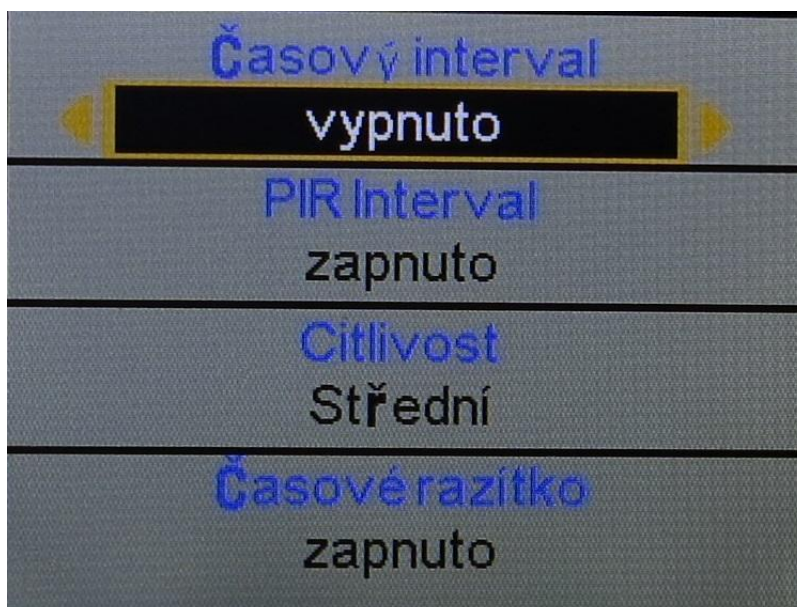 Časový interval
vypnuto
PIR Interval
zapnuto
Citlivost
Střední
Časové razítko
zapnuto